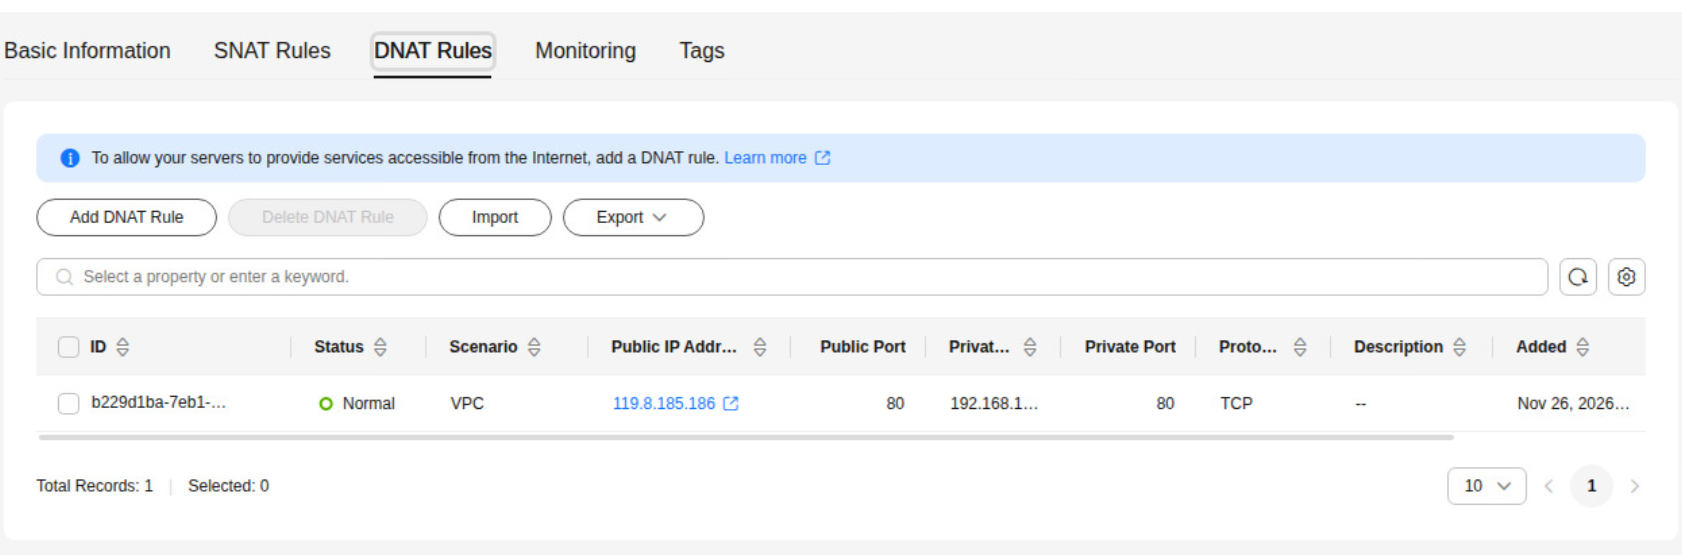 Basic Information SNAT Rules DNAT Rules Monitoring Tags
To allow your servers to provide services accessible from the Internet, add a DNAT rule. Learn more
Add DNAT Rule Delete DNAT Rule Import Export
Select a property or enter a keyword.
ID Status Scenario Public IP Addr... Public Port Privat... Private Port Proto... Description Added
b229d1ba-7eb1-... Normal VPC 119.8.185.186 80 192.168.1... 80 TCP -- Nov 26, 2026...
Total Records: 1 Selected: 0 10 1